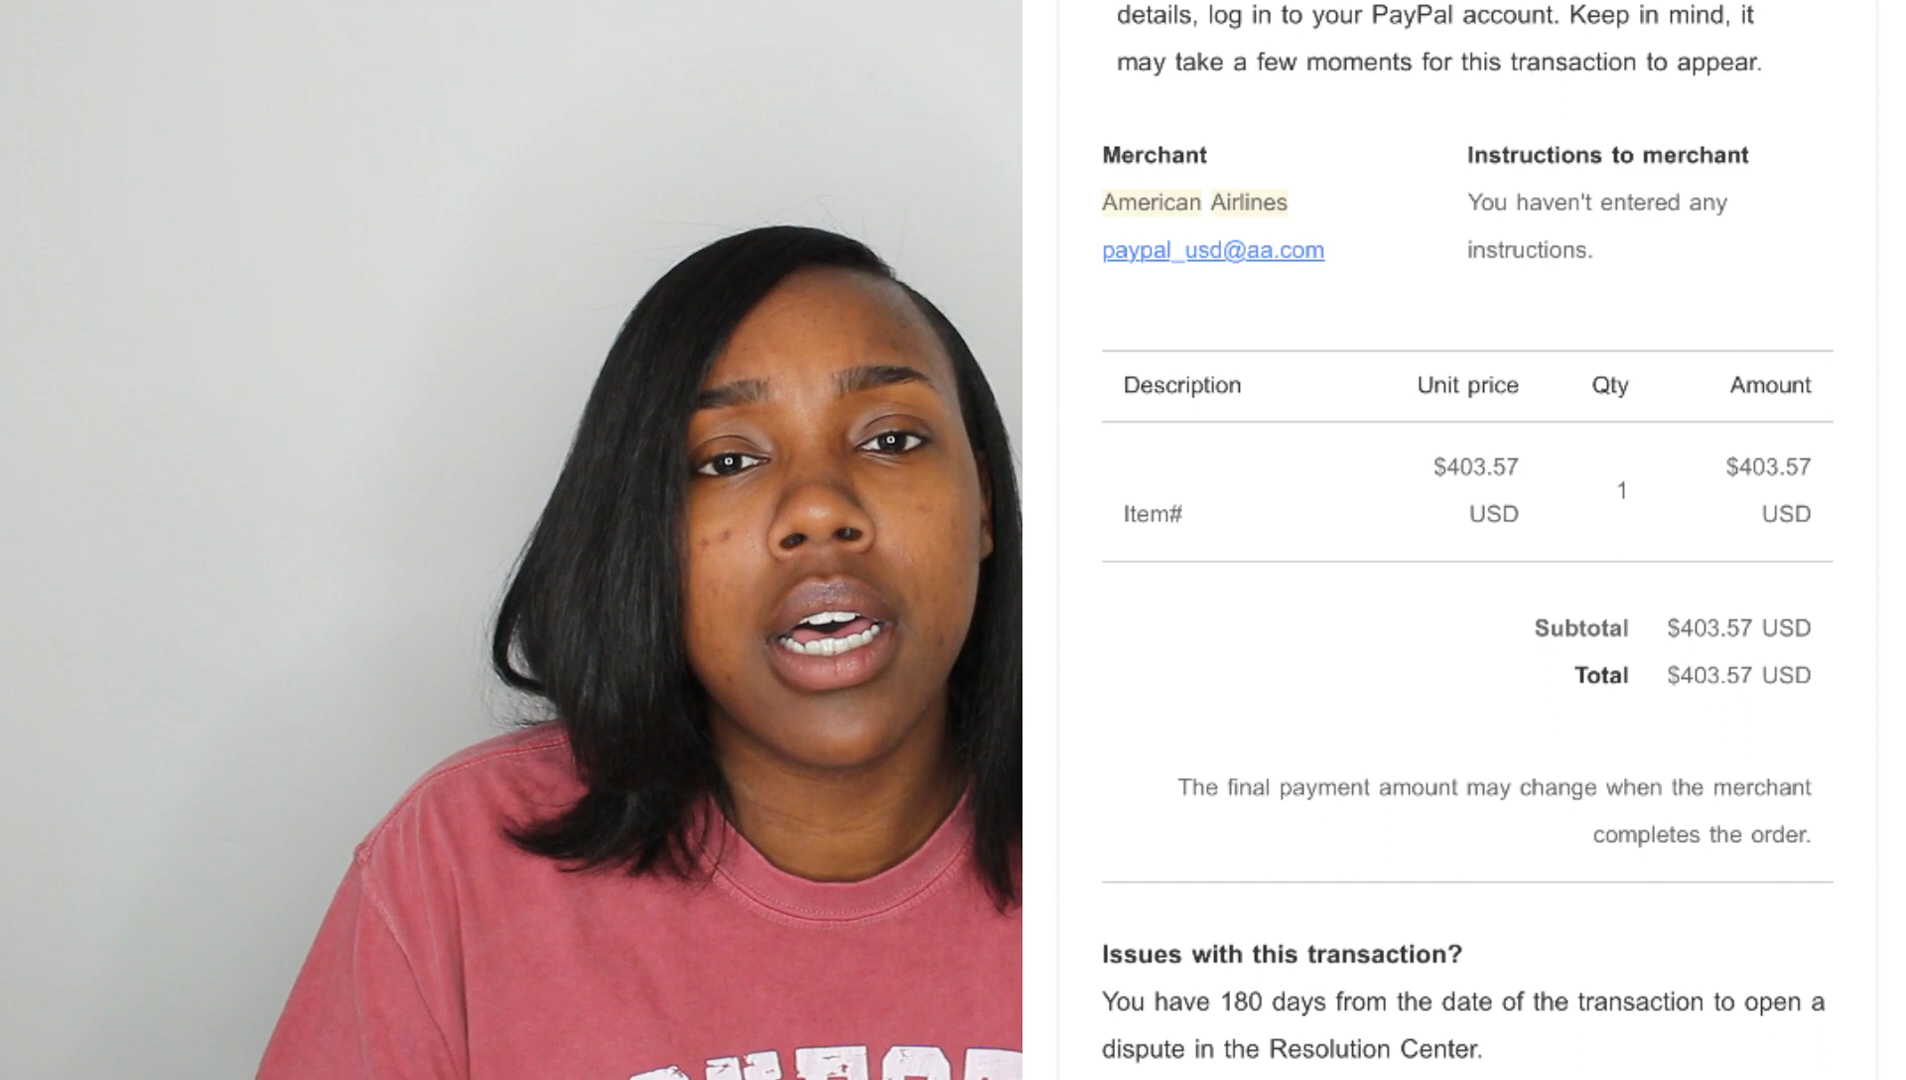 details, log in to your PayPal account. Keep in mind, it
may take a few moments for this transaction to appear.
Merchant
American Airlines
paypal_usd@aa.com
Instructions to merchant
You haven't entered any
instructions.
Description Unit price Qty Amount
Item# $403.57 USD 1 $403.57 USD
Subtotal $403.57 USD
Total $403.57 USD
The final payment amount may change when the merchant
completes the order.
Issues with this transaction?
You have 180 days from the date of the transaction to open a
dispute in the Resolution Center.